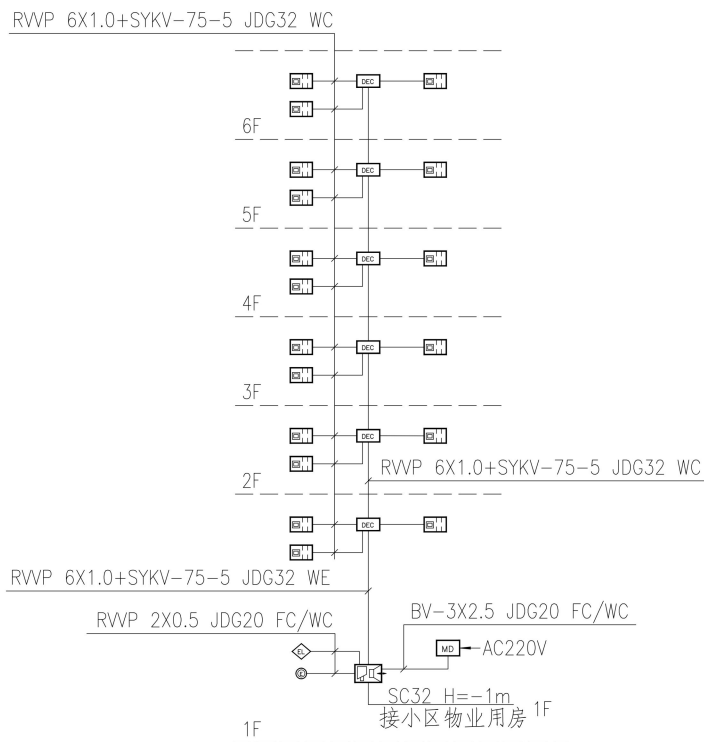 RVVP 6X1.0+SYKV-75-5 JDG32 WC
DEC
6F
DEC
5F
DEC
4F
DEC
3F
DEC
2F
RVVP 6X1.0+SYKV-75-5 JDG32 WC
DEC
RVVP 6X1.0+SYKV-75-5 JDG32 WE
RVVP 2X0.5 JDG20 FC/WC
BV-3X2.5 JDG20 FC/WC
EL
MD
AC220V
SC32 H=-1m
接小区物业用房
1F
1F